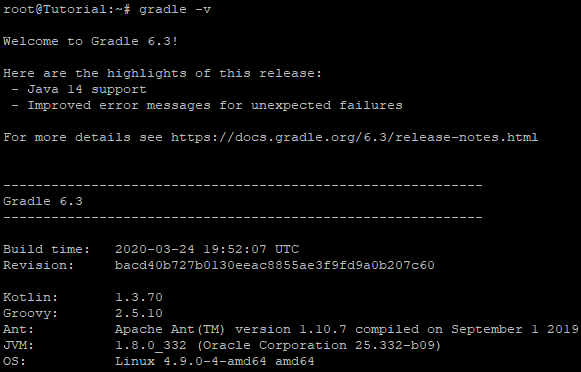 root@Tutorial:~# gradle -v
Welcome to Gradle 6.3!
Here are the highlights of this release:
- Java 14 support
- Improved error messages for unexpected failures
For more details see https://docs.gradle.org/6.3/release-notes.html
------------------------------------------------------------
Gradle 6.3
------------------------------------------------------------
Build time:   2020-03-24 19:52:07 UTC
Revision:     bacd40b727b0130eeac8855ae3f9fd9a0b207c60
Kotlin:       1.3.70
Groovy:       2.5.10
Ant:          Apache Ant(TM) version 1.10.7 compiled on September 1 2019
JVM:          1.8.0_332 (Oracle Corporation 25.332-b09)
OS:           Linux 4.9.0-4-amd64 amd64